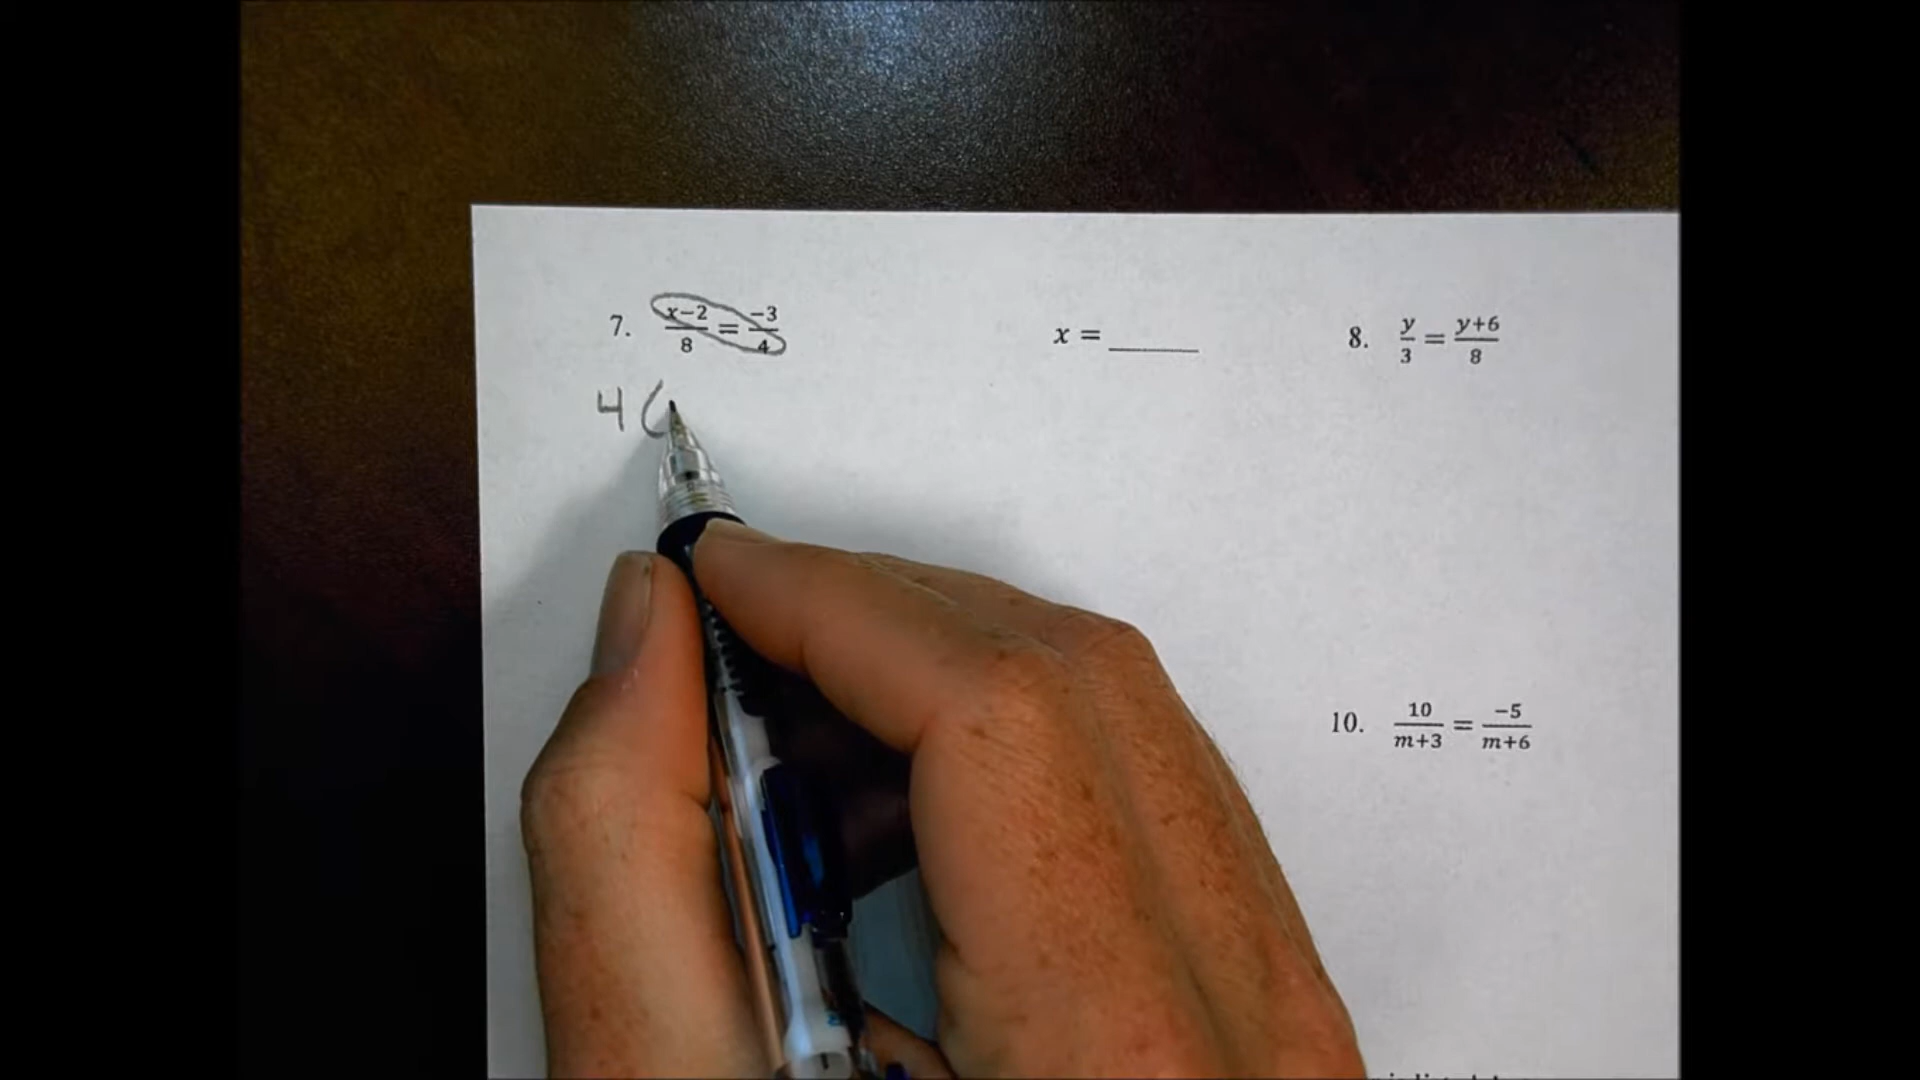 7. x−2/8 = −3/4
x = ______
8. y/3 = y+6/8
4(
10. 10/m+3 = −5/m+6